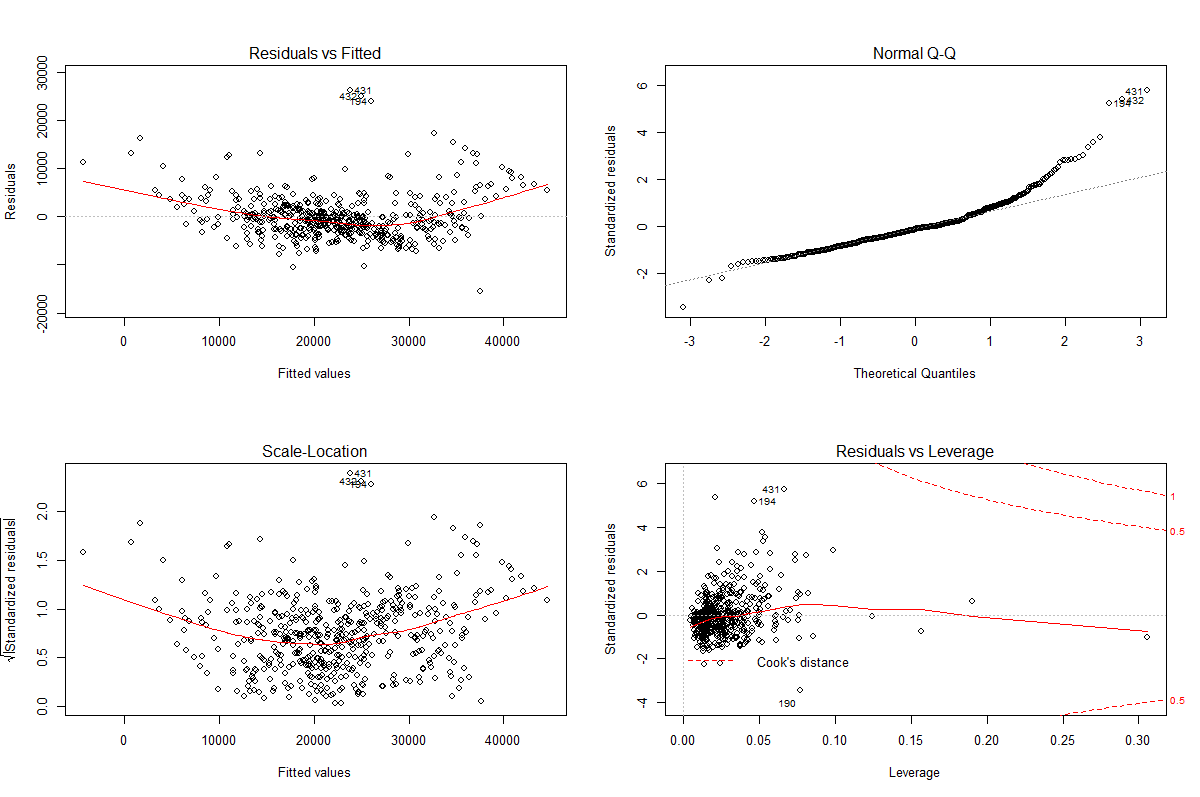 Residuals vs Fitted
Residuals
-20000 0 10000 20000 30000
431
432
194
0 10000 20000 30000 40000
Fitted values
Normal Q-Q
Standardized residuals
-2 0 2 4 6
431
432
194
-3 -2 -1 0 1 2 3
Theoretical Quantiles
Scale-Location
√|Standardized residuals|
0.0 0.5 1.0 1.5 2.0
431
432
194
0 10000 20000 30000 40000
Fitted values
Residuals vs Leverage
Standardized residuals
-4 -2 0 2 4 6
431
194
190
Cook's distance
1
0.5
0.5
0.00 0.05 0.10 0.15 0.20 0.25 0.30
Leverage